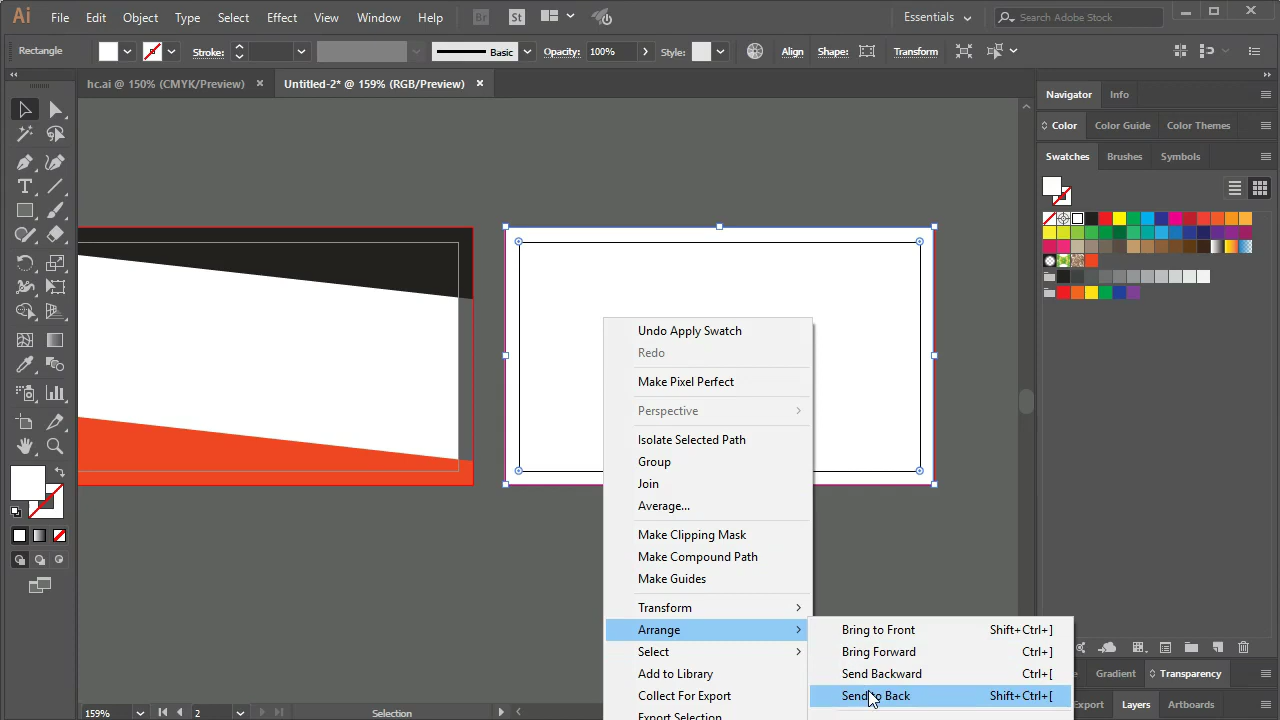 Ai File Edit Object Type Select Effect View Window Help Br St Essentials Search Adobe Stock
Rectangle Stroke: Basic Opacity: 100% Style: Align Shape: Transform
hc.ai @ 150% (CMYK/Preview) Untitled-2* @ 159% (RGB/Preview)
Navigator Info
Color Color Guide Color Themes
Swatches Brushes Symbols
Undo Apply Swatch
Redo
Make Pixel Perfect
Perspective
Isolate Selected Path
Group
Join
Average...
Make Clipping Mask
Make Compound Path
Make Guides
Transform
Arrange
Select
Add to Library
Collect For Export
Export Selection...
Bring to Front Shift+Ctrl+]
Bring Forward Ctrl+]
Send Backward Ctrl+[
Send to Back Shift+Ctrl+[
Gradient Transparency
Export Layers Artboards
159% 2 Selection